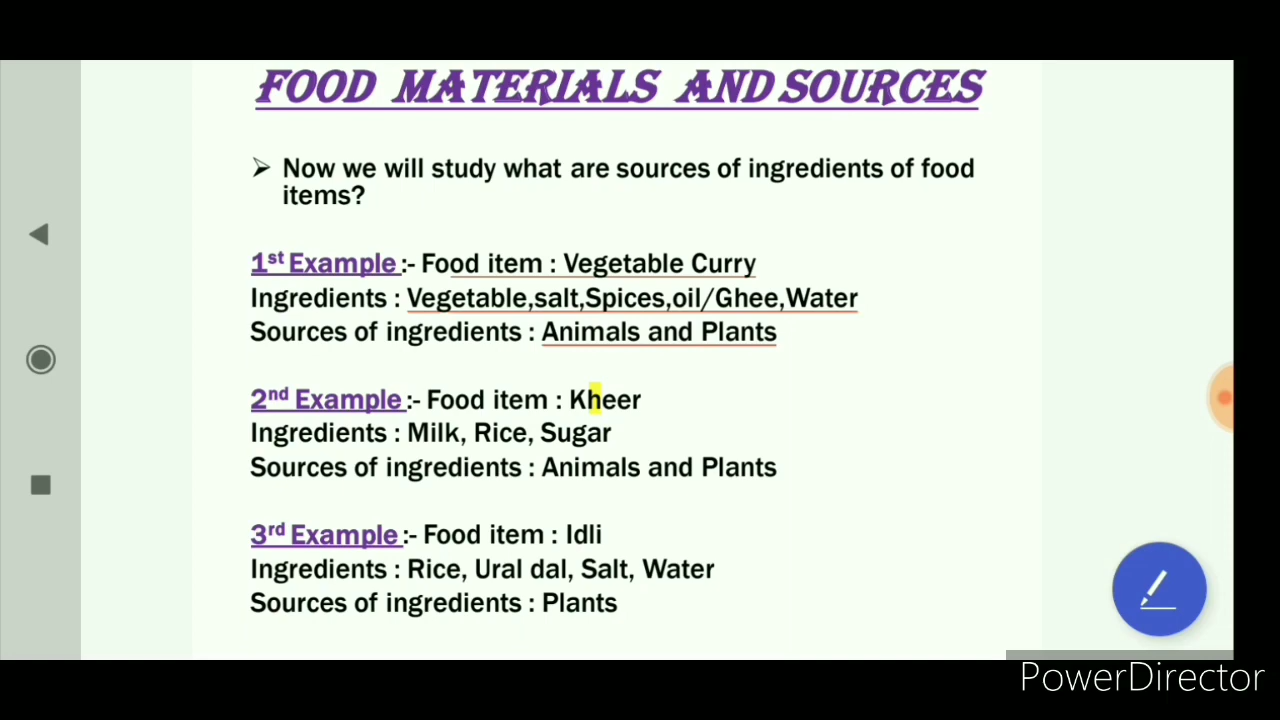 FOOD MATERIALS AND SOURCES
➢ Now we will study what are sources of ingredients of food
items?
1st Example :- Food item : Vegetable Curry
Ingredients : Vegetable,salt,Spices,oil/Ghee,Water
Sources of ingredients : Animals and Plants
2nd Example :- Food item : Kheer
Ingredients : Milk, Rice, Sugar
Sources of ingredients : Animals and Plants
3rd Example :- Food item : Idli
Ingredients : Rice, Ural dal, Salt, Water
Sources of ingredients : Plants
PowerDirector